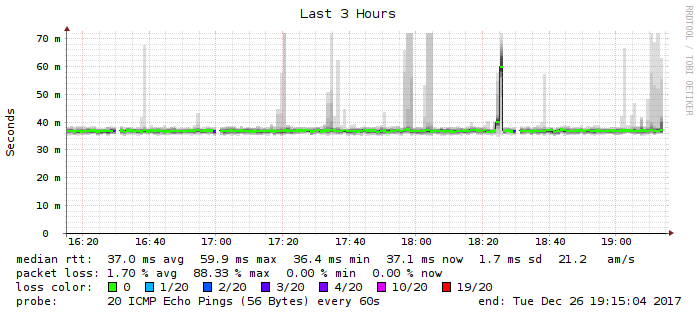 Last 3 Hours
RRDTOOL / TOBI OETIKER
Seconds
70 m
60 m
50 m
40 m
30 m
20 m
10 m
0
16:20 16:40 17:00 17:20 17:40 18:00 18:20 18:40 19:00
median rtt: 37.0 ms avg 59.9 ms max 36.4 ms min 37.1 ms now 1.7 ms sd 21.2 am/s
packet loss: 1.70 % avg 88.33 % max 0.00 % min 0.00 % now
loss color: 0 1/20 2/20 3/20 4/20 10/20 19/20
probe: 20 ICMP Echo Pings (56 Bytes) every 60s end: Tue Dec 26 19:15:04 2017